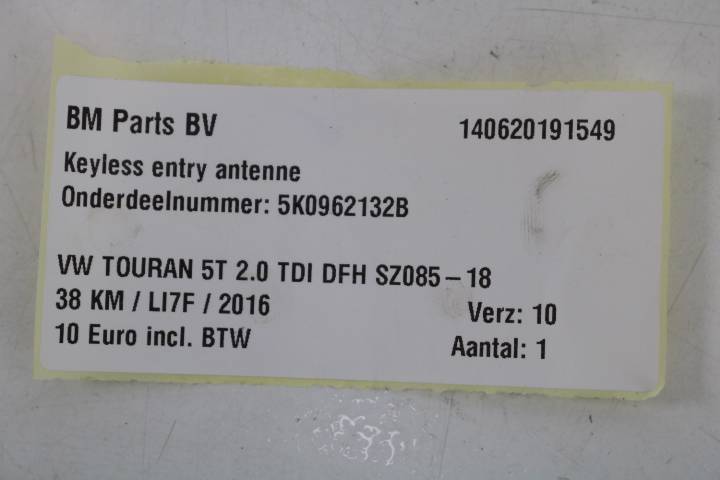 BM Parts BV 140620191549
Keyless entry antenne
Onderdeelnummer: 5K0962132B
VW TOURAN 5T 2.0 TDI DFH SZ085-18
38 KM / LI7F / 2016 Verz: 10
10 Euro incl. BTW Aantal: 1